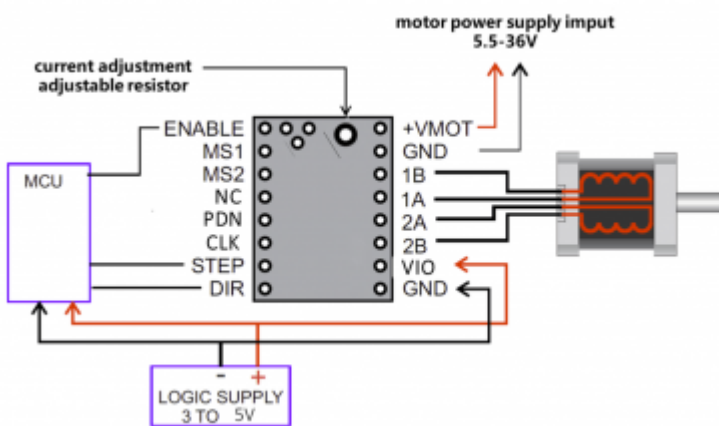 motor power supply imput
5.5-36V
current adjustment
adjustable resistor
ENABLE
MS1
MS2
NC
PDN
CLK
STEP
DIR
+VMOT
GND
1B
1A
2A
2B
VIO
GND
MCU
- +
LOGIC SUPPLY
3 TO 5V